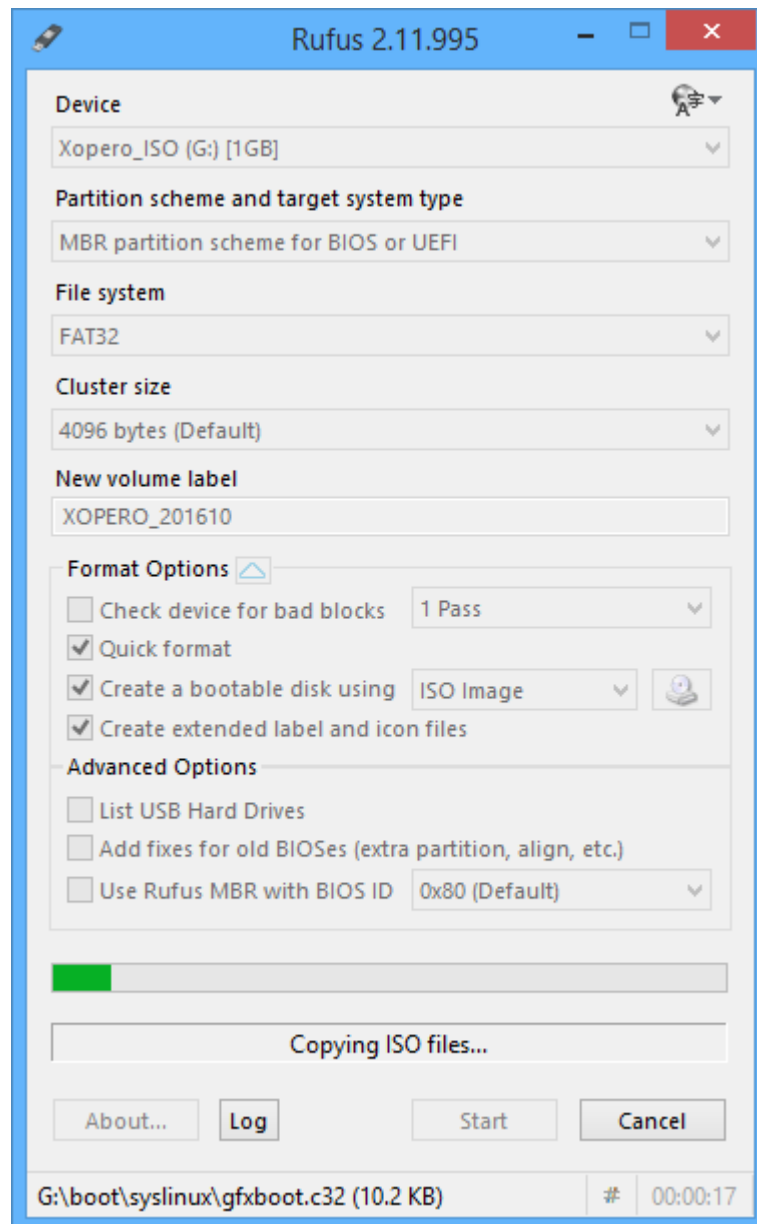 Rufus 2.11.995
Device
Xopero_ISO (G:) [1GB]
Partition scheme and target system type
MBR partition scheme for BIOS or UEFI
File system
FAT32
Cluster size
4096 bytes (Default)
New volume label
XOPERO_201610
Format Options
Check device for bad blocks 1 Pass
Quick format
Create a bootable disk using ISO Image
Create extended label and icon files
Advanced Options
List USB Hard Drives
Add fixes for old BIOSes (extra partition, align, etc.)
Use Rufus MBR with BIOS ID 0x80 (Default)
Copying ISO files...
About... Log Start Cancel
G:\boot\syslinux\gfxboot.c32 (10.2 KB) # 00:00:17